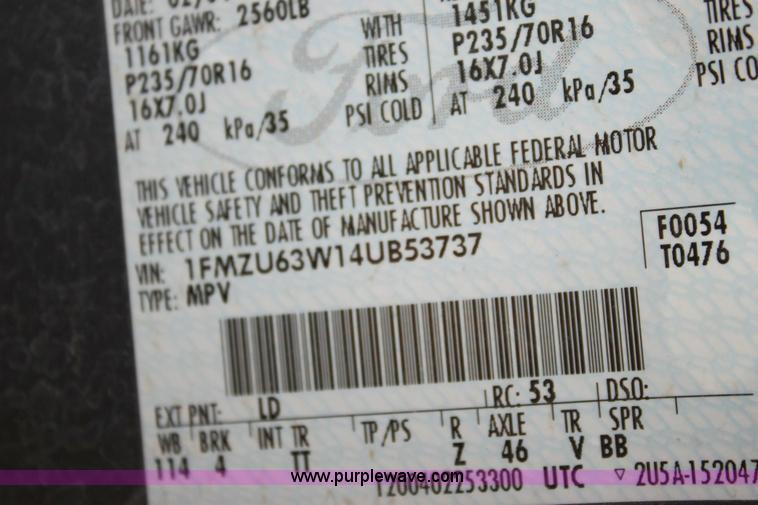 DATE:
FRONT GAWR: 2560LB
1161KG WITH 1451KG TIRES
P235/70R16 TIRES P235/70R16 RIMS
16X7.0J RIMS 16X7.0J PSI CO
AT 240 kPa/35 PSI COLD AT 240 kPa/35
Ford
THIS VEHICLE CONFORMS TO ALL APPLICABLE FEDERAL MOTOR
VEHICLE SAFETY AND THEFT PREVENTION STANDARDS IN
EFFECT ON THE DATE OF MANUFACTURE SHOWN ABOVE.
VIN: 1FMZU63W14UB53737 F0054
TYPE: MPV T0476
EXT PNT: LD RC: 53 DSO:
WB BRK INT TR TP/PS R AXLE TR SPR
114 4 TT Z 46 V BB
www.purplewave.com
1200402253300 UTC ▽ 2U5A-152047